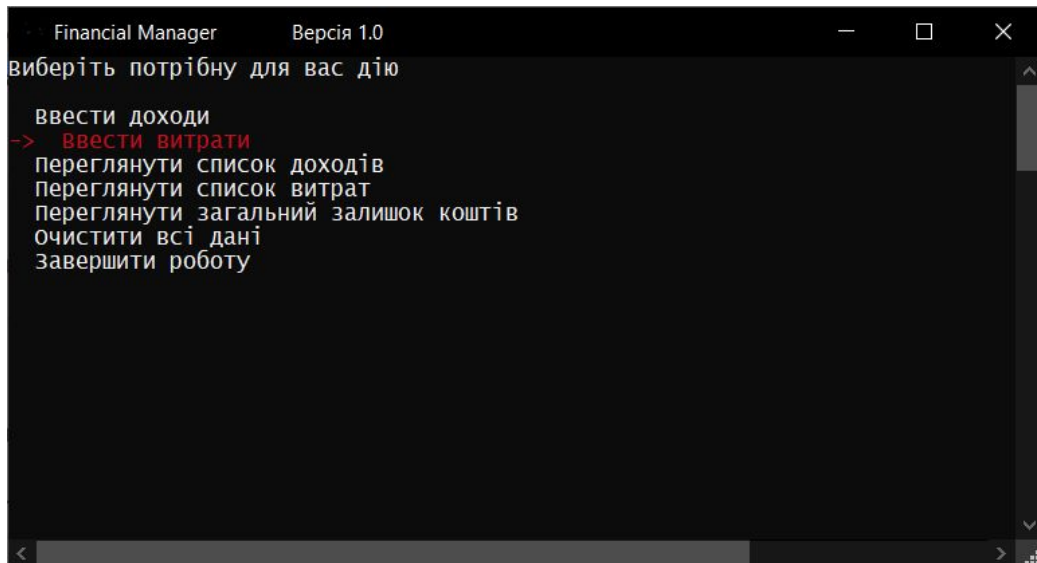 Financial Manager Версія 1.0
Виберіть потрібну для вас дію
Ввести доходи
-> Ввести витрати
Переглянути список доходів
Переглянути список витрат
Переглянути загальний залишок коштів
Очистити всі дані
Завершити роботу